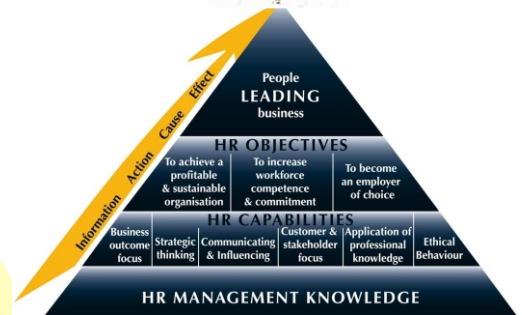 People
LEADING
business
HR OBJECTIVES
To achieve a
profitable
& sustainable
organisation
To increase
workforce
competence
& commitment
To become
an employer
of choice
HR CAPABILITIES
Business
outcome
focus
Strategic
thinking
Communicating
& Influencing
Customer &
stakeholder
focus
Application of
professional
knowledge
Ethical
Behaviour
HR MANAGEMENT KNOWLEDGE
Information Action Cause Effect